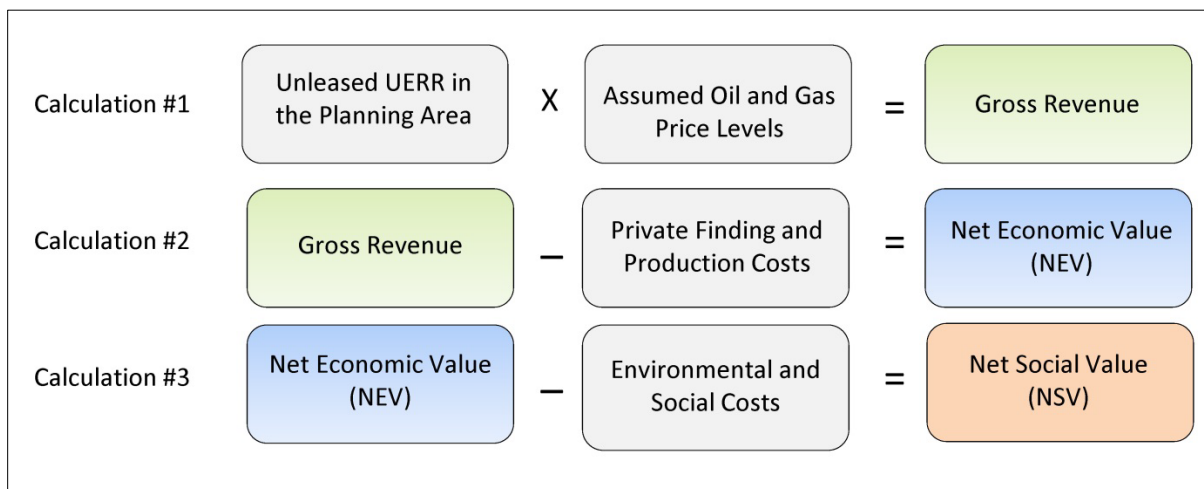 Calculation #1
Unleased UERR in
the Planning Area
X
Assumed Oil and Gas
Price Levels
=
Gross Revenue
Calculation #2
Gross Revenue
–
Private Finding and
Production Costs
=
Net Economic Value
(NEV)
Calculation #3
Net Economic Value
(NEV)
–
Environmental and
Social Costs
=
Net Social Value
(NSV)